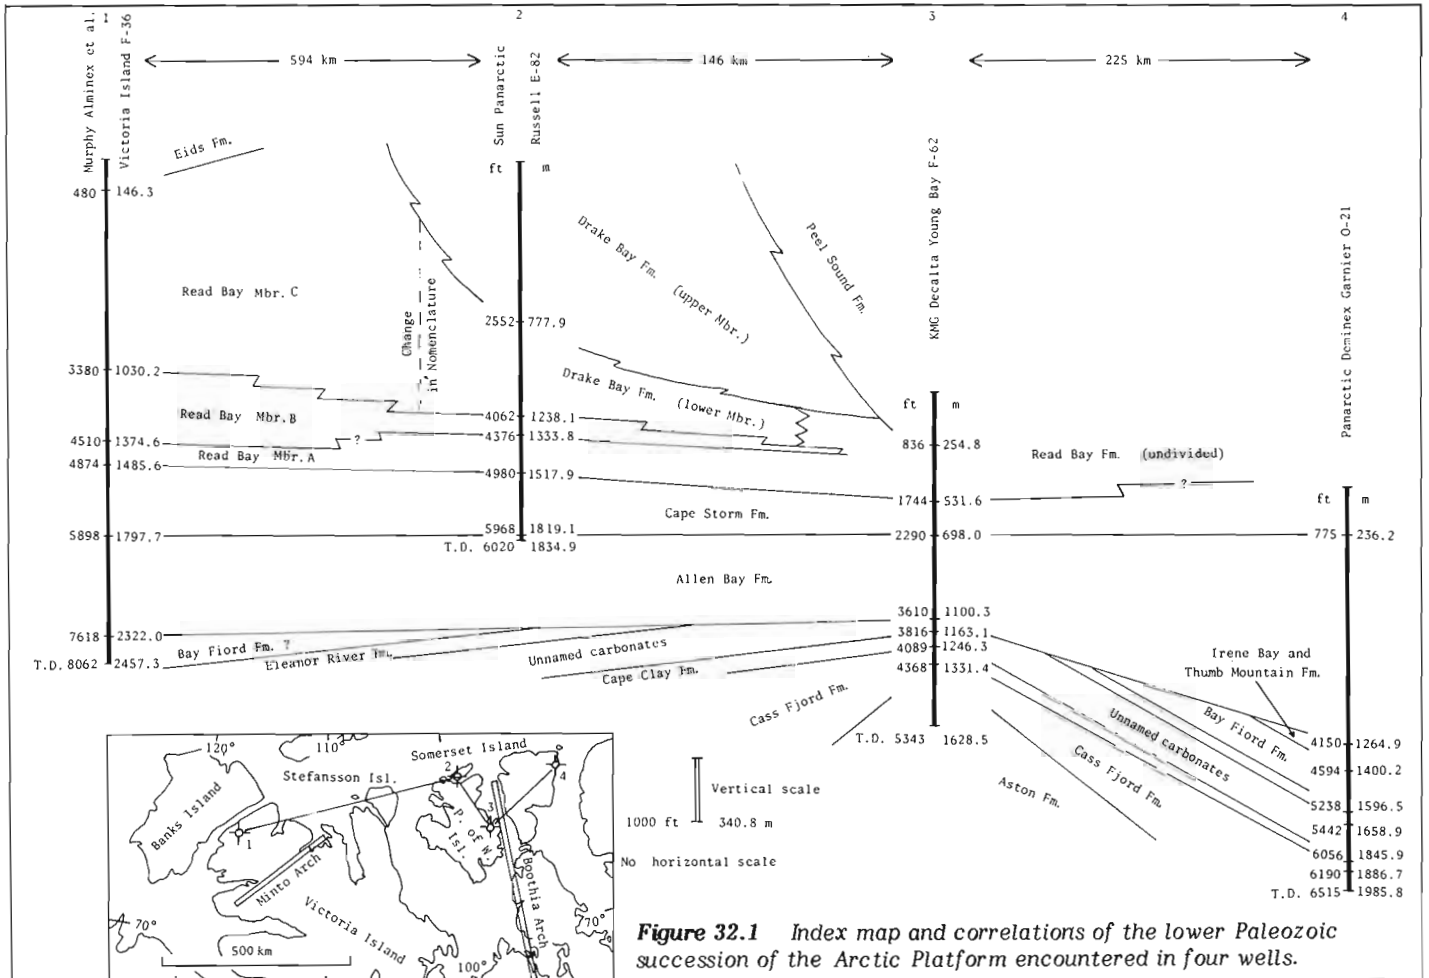 1
2
3
4
Murphy Alminex et al.
Victoria Island F-36
594 km
Sun Panarctic
Russell E-82
146 km
225 km
KMG Decalta Young Bay F-62
Panarctic Deminex Garnier O-21
Eids Fm.
480 146.3
Read Bay Mbr. C
Change
in Nomenclature
3380 1030.2
Read Bay Mbr. B
?
4510 1374.6
Read Bay Mbr. A
4874 1485.6
5898 1797.7
7618 2322.0
T.D. 8062 2457.3
ft m
2552 777.9
4062 1238.1
4376 1333.8
4980 1517.9
5968 1819.1
T.D. 6020 1834.9
Drake Bay Fm.
(upper Mbr.)
Peel Sound Fm.
Drake Bay Fm. (lower Mbr.)
Cape Storm Fm.
Allen Bay Fm.
Bay Fiord Fm. ?
Eleanor River Fm.
Unnamed carbonates
Cape Clay Fm.
Cass Fjord Fm.
ft m
836 254.8
1744 531.6
2290 698.0
3610 1100.3
3816 1163.1
4089 1246.3
4368 1331.4
T.D. 5343 1628.5
Read Bay Fm. (undivided)
?
ft m
775 236.2
Irene Bay and
Thumb Mountain Fm.
Bay Fiord Fm.
Unnamed carbonates
Cass Fjord Fm.
Aston Fm.
4150 1264.9
4594 1400.2
5238 1596.5
5442 1658.9
6056 1845.9
6190 1886.7
T.D. 6515 1985.8
Vertical scale
1000 ft 340.8 m
No horizontal scale
120°
110°
Somerset Island
Stefansson Isl.
Banks Island
1
2
3
4
P. of W.
Isl.
Minto Arch
Boothia Arch
Victoria Island
70°
70°
500 km
100°
Figure 32.1 Index map and correlations of the lower Paleozoic
succession of the Arctic Platform encountered in four wells.